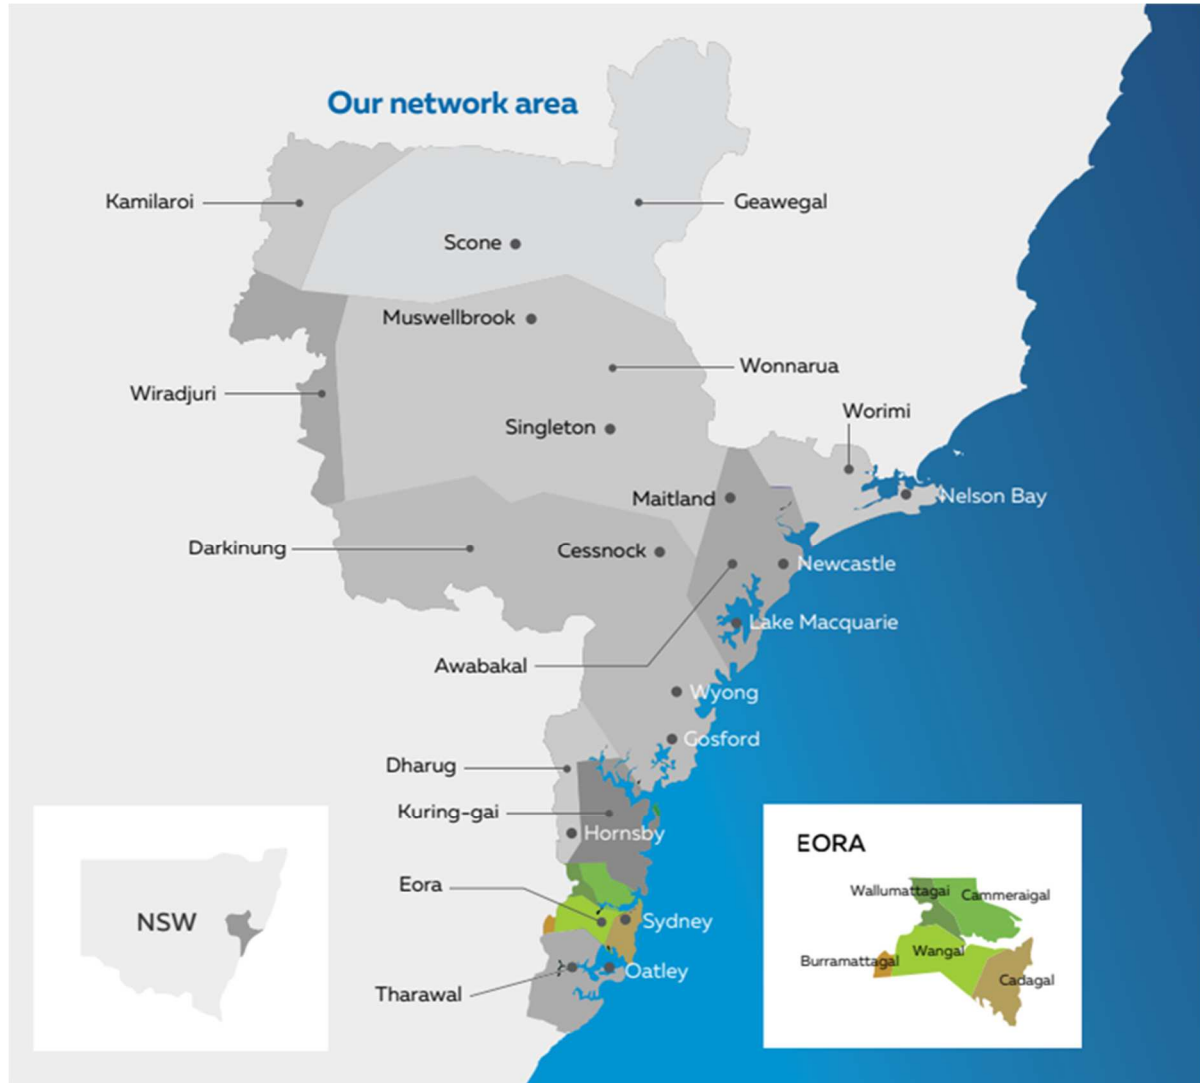 Our network area
Kamilaroi
Geawegal
Scone
Muswellbrook
Wonnarua
Wiradjuri
Worimi
Singleton
Maitland
Nelson Bay
Darkinung
Cessnock
Newcastle
Lake Macquarie
Awabakal
Wyong
Gosford
Dharug
Kuring-gai
Hornsby
Eora
Sydney
Oatley
Tharawal
NSW
EORA
Wallumattagai
Cammeraigal
Wangal
Burramattagal
Cadagal